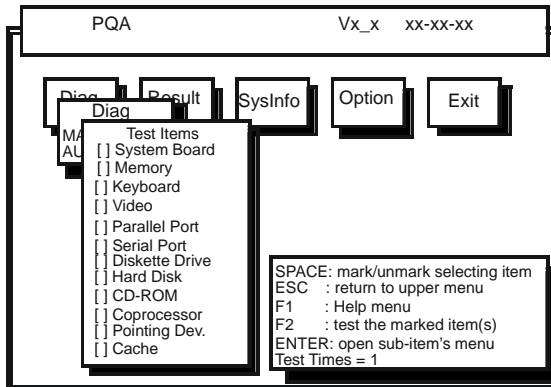 PQA Vx_x xx-xx-xx
Diag Result SysInfo Option Exit
Diag
MA
AU
Test Items
[ ] System Board
[ ] Memory
[ ] Keyboard
[ ] Video
[ ] Parallel Port
[ ] Serial Port
[ ] Diskette Drive
[ ] Hard Disk
[ ] CD-ROM
[ ] Coprocessor
[ ] Pointing Dev.
[ ] Cache
SPACE: mark/unmark selecting item
ESC : return to upper menu
F1 : Help menu
F2 : test the marked item(s)
ENTER: open sub-item's menu
Test Times = 1